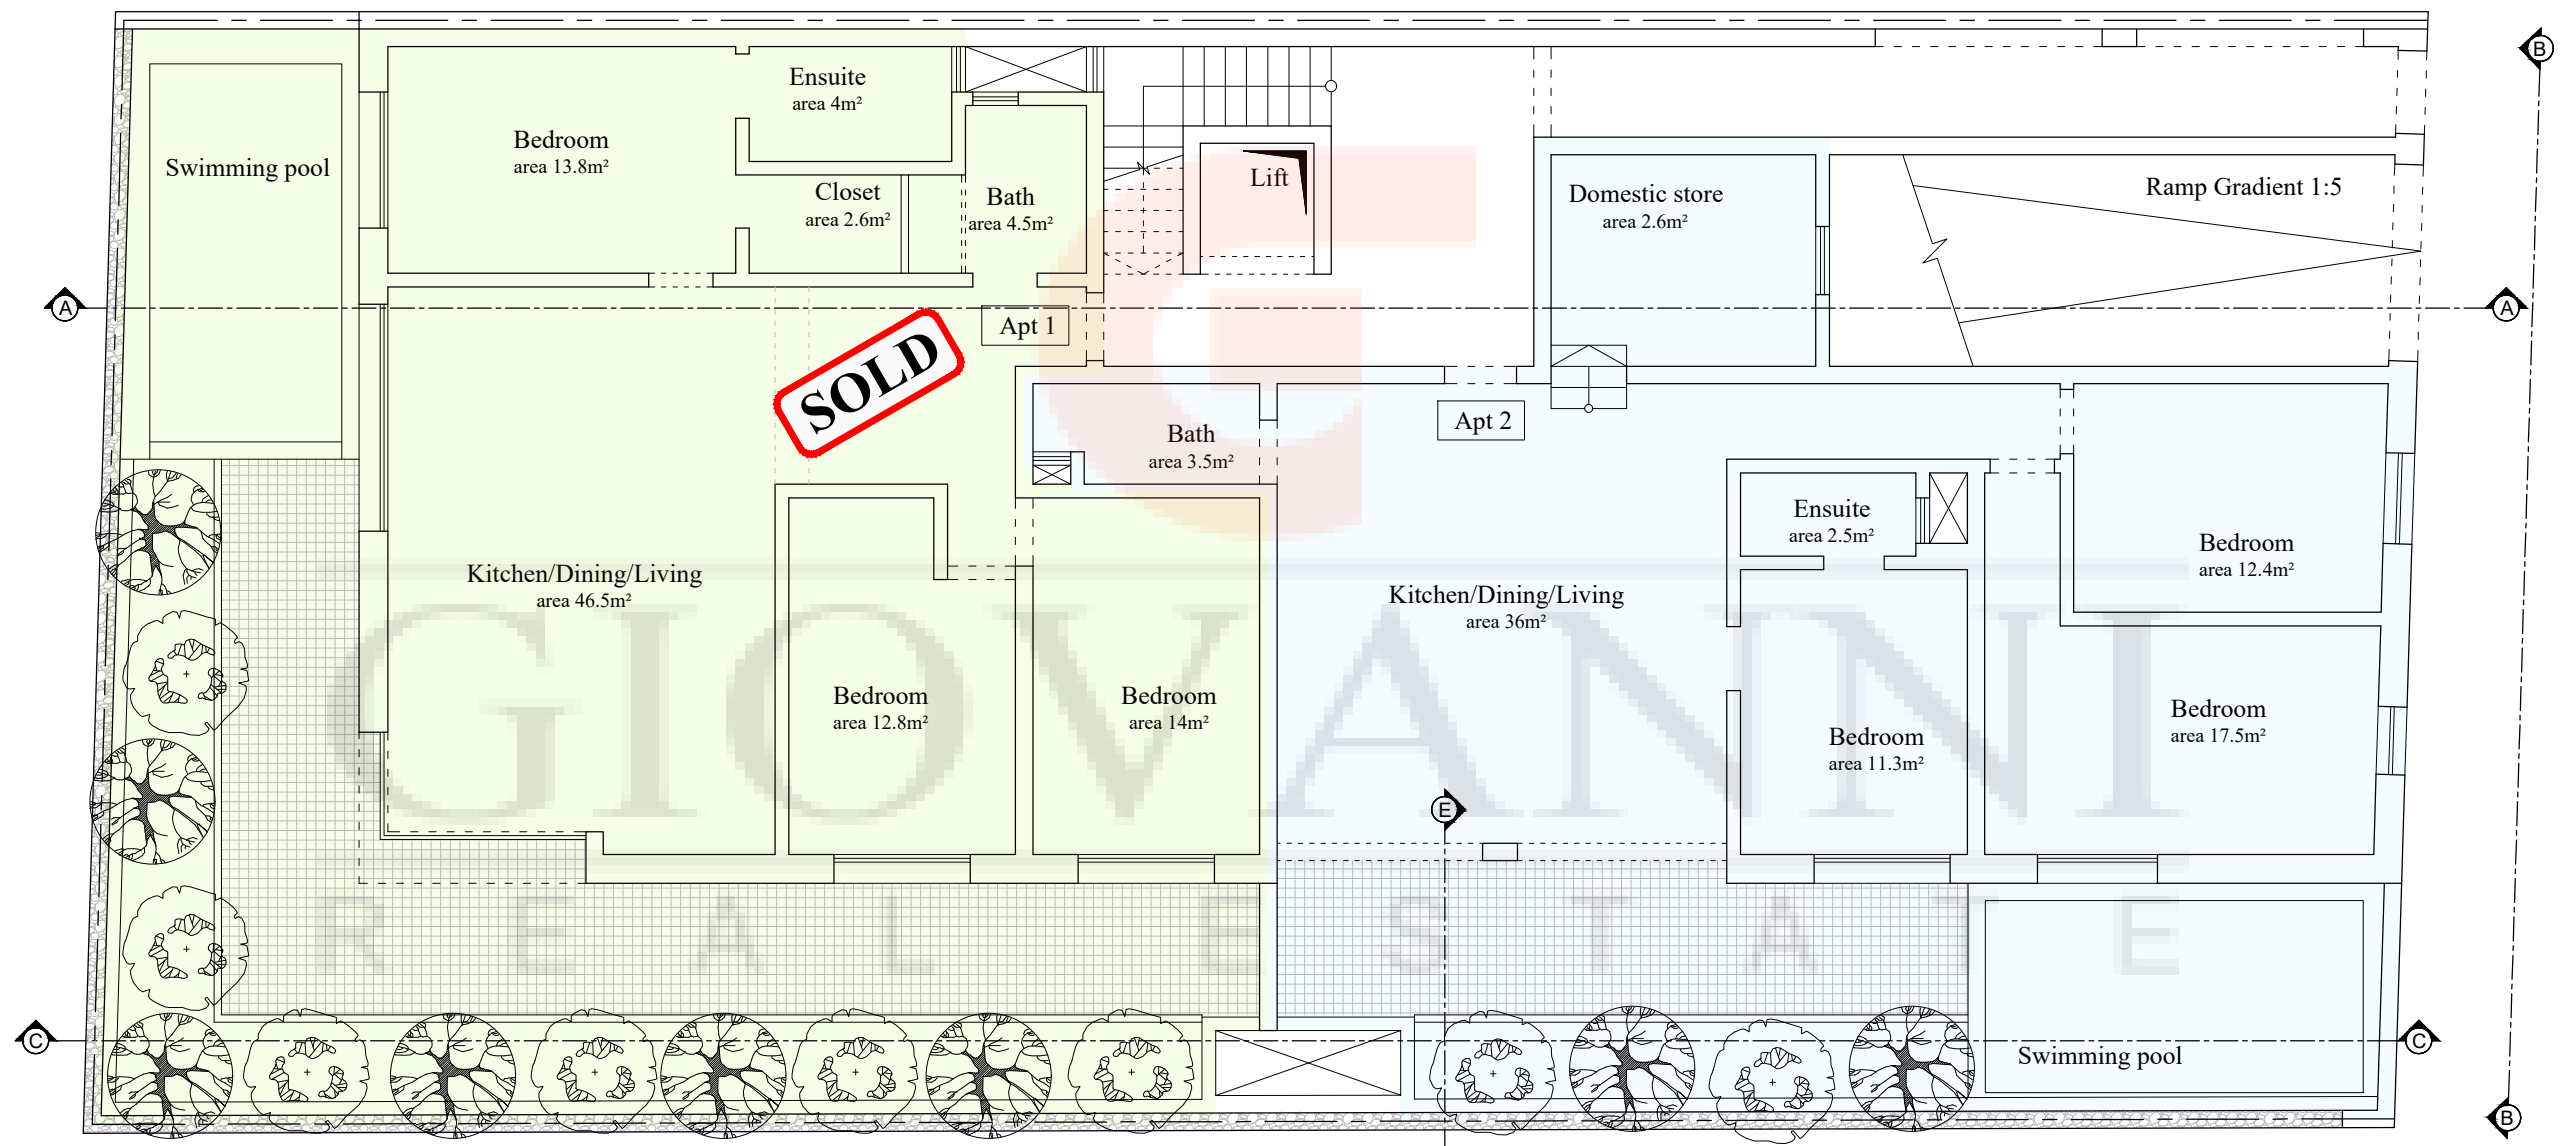 B
Ensuite
area 4m²
Bedroom
area 13.8m²
Swimming pool
Closet
area 2.6m²
Bath
area 4.5m²
Lift
Domestic store
area 2.6m²
Ramp Gradient 1:5
A
A
Apt 1
SOLD
Apt 2
Bath
area 3.5m²
Ensuite
area 2.5m²
Bedroom
area 12.4m²
Kitchen/Dining/Living
area 46.5m²
Kitchen/Dining/Living
area 36m²
GIOVANNI
Bedroom
area 12.8m²
Bedroom
area 14m²
Bedroom
area 11.3m²
Bedroom
area 17.5m²
E
REAL ESTATE
C
C
Swimming pool
B